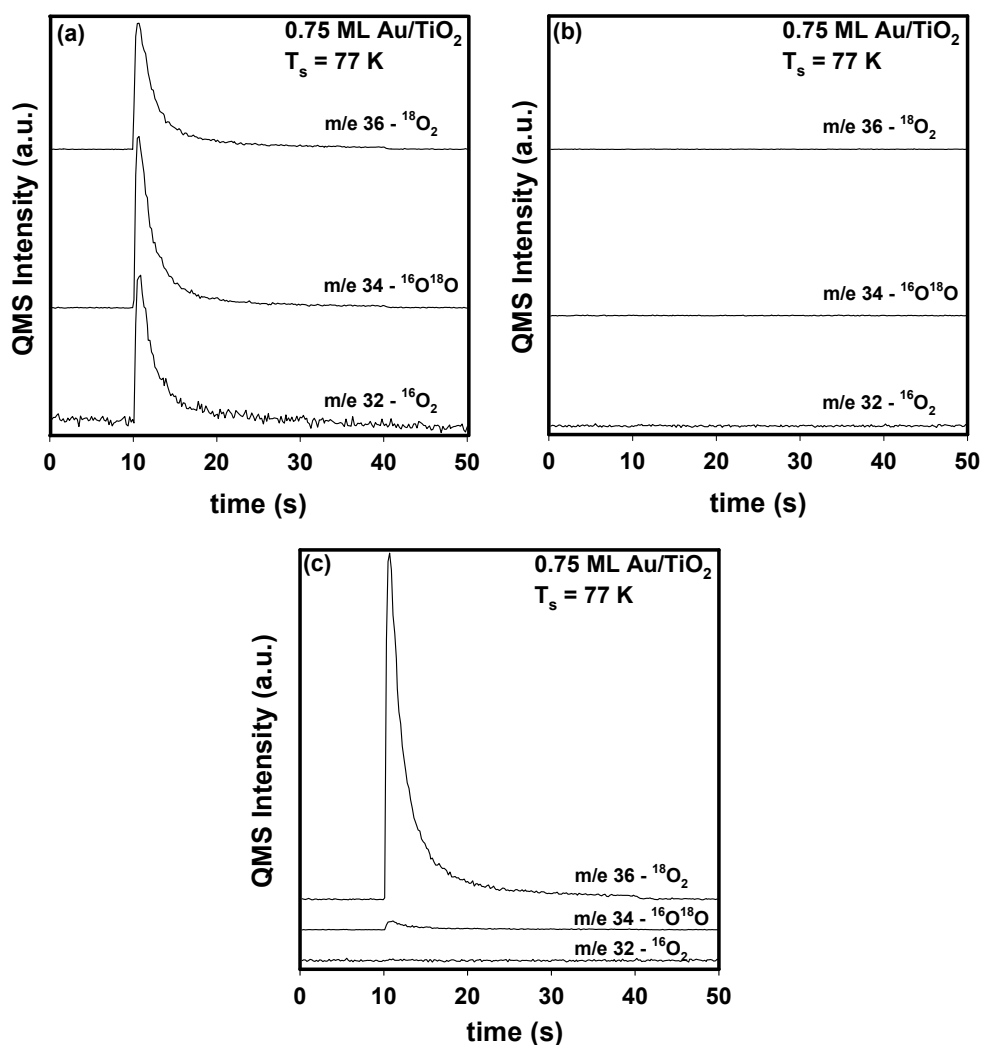 (a)
0.75 ML Au/TiO₂
Tₛ = 77 K
m/e 36 - ¹⁸O₂
m/e 34 - ¹⁶O¹⁸O
m/e 32 - ¹⁶O₂
QMS Intensity (a.u.)
0 10 20 30 40 50
time (s)
(b)
0.75 ML Au/TiO₂
Tₛ = 77 K
m/e 36 - ¹⁸O₂
m/e 34 - ¹⁶O¹⁸O
m/e 32 - ¹⁶O₂
QMS Intensity (a.u.)
0 10 20 30 40 50
time (s)
(c)
0.75 ML Au/TiO₂
Tₛ = 77 K
m/e 36 - ¹⁸O₂
m/e 34 - ¹⁶O¹⁸O
m/e 32 - ¹⁶O₂
QMS Intensity (a.u.)
0 10 20 30 40 50
time (s)